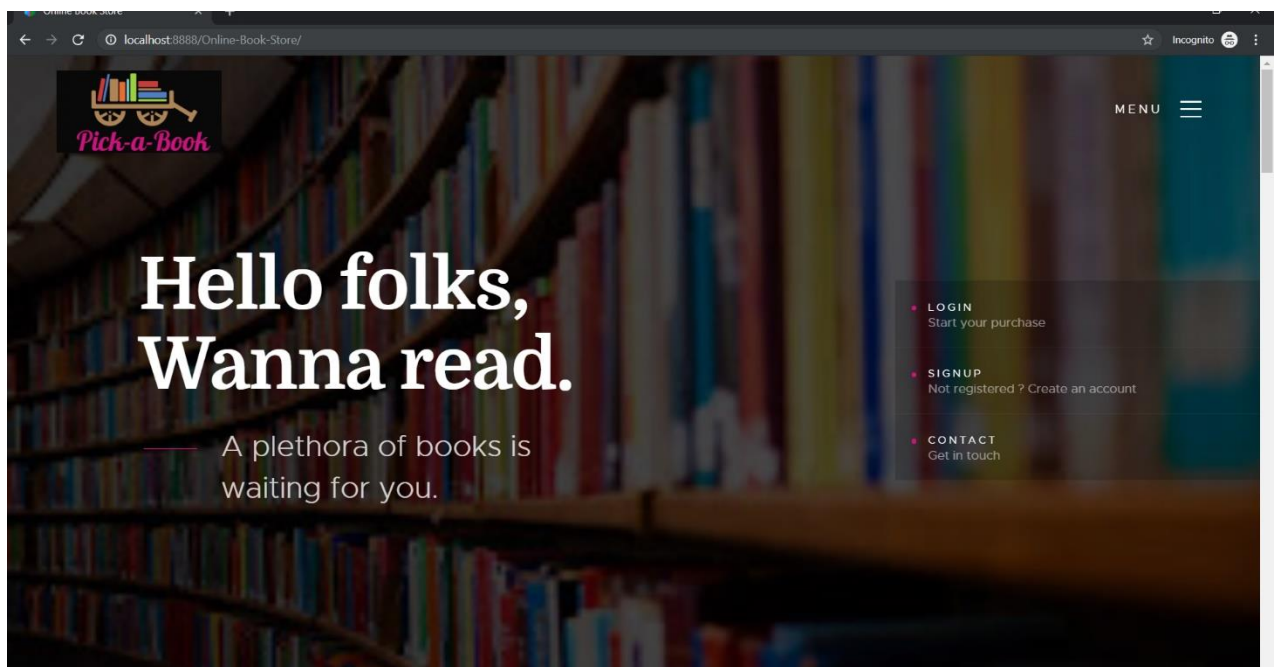 Online Book Store
localhost:8888/Online-Book-Store/
Incognito
Pick-a-Book
MENU
Hello folks,
Wanna read.
A plethora of books is
waiting for you.
LOGIN
Start your purchase
SIGNUP
Not registered ? Create an account
CONTACT
Get in touch